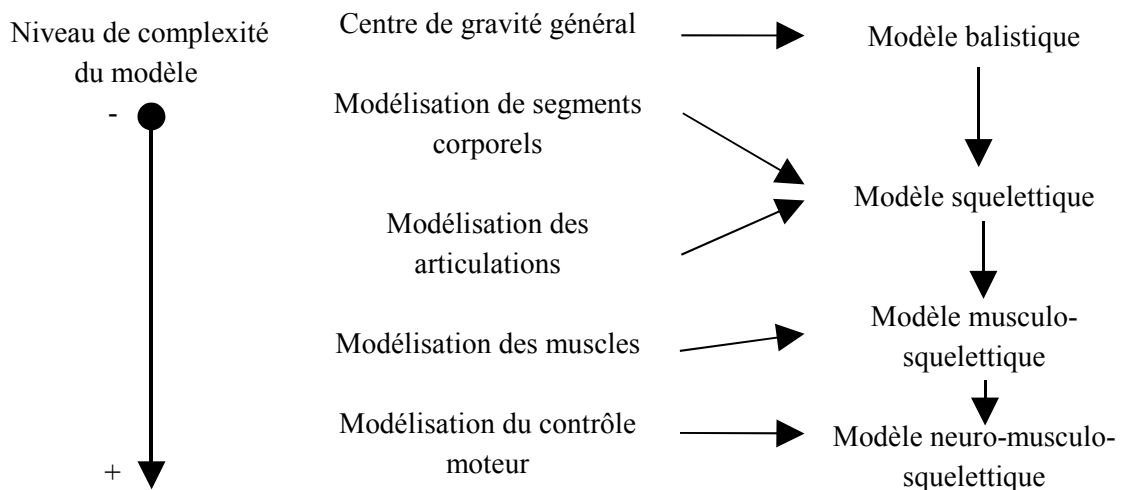 Niveau de complexité
du modèle
-
+
Centre de gravité général
Modélisation de segments
corporels
Modélisation des
articulations
Modélisation des muscles
Modélisation du contrôle
moteur
Modèle balistique
Modèle squelettique
Modèle musculo-
squelettique
Modèle neuro-musculo-
squelettique